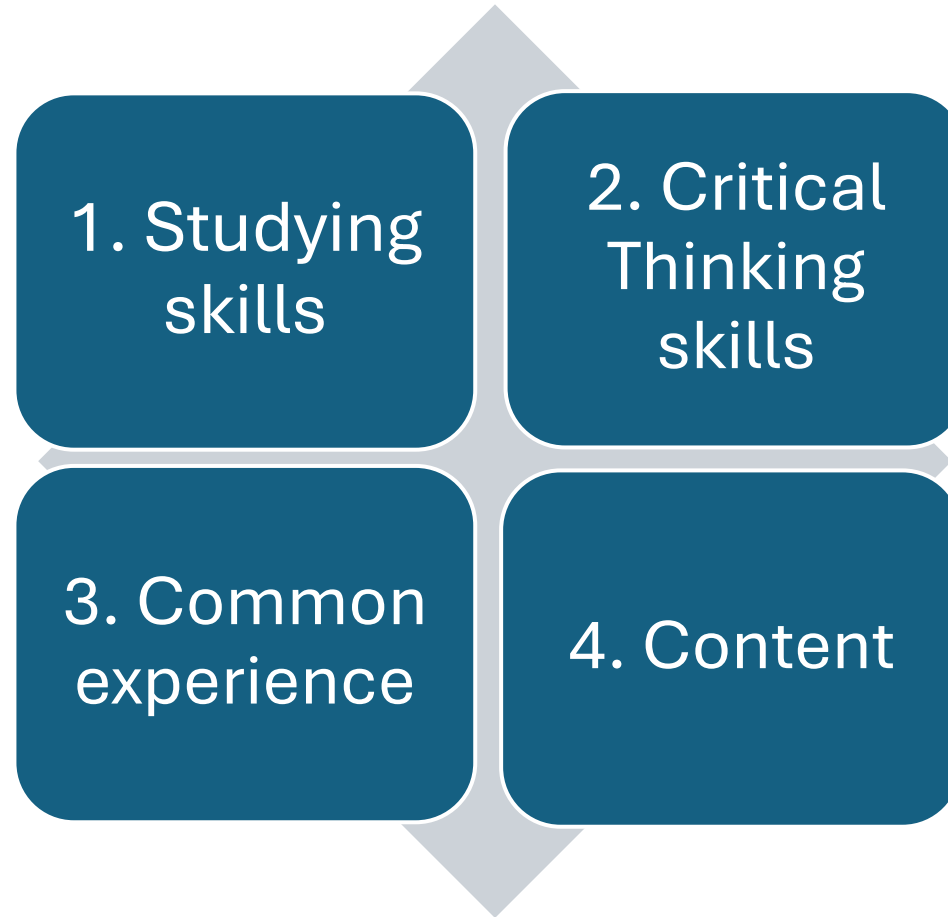 1. Studying
skills
2. Critical
Thinking
skills
3. Common
experience
4. Content